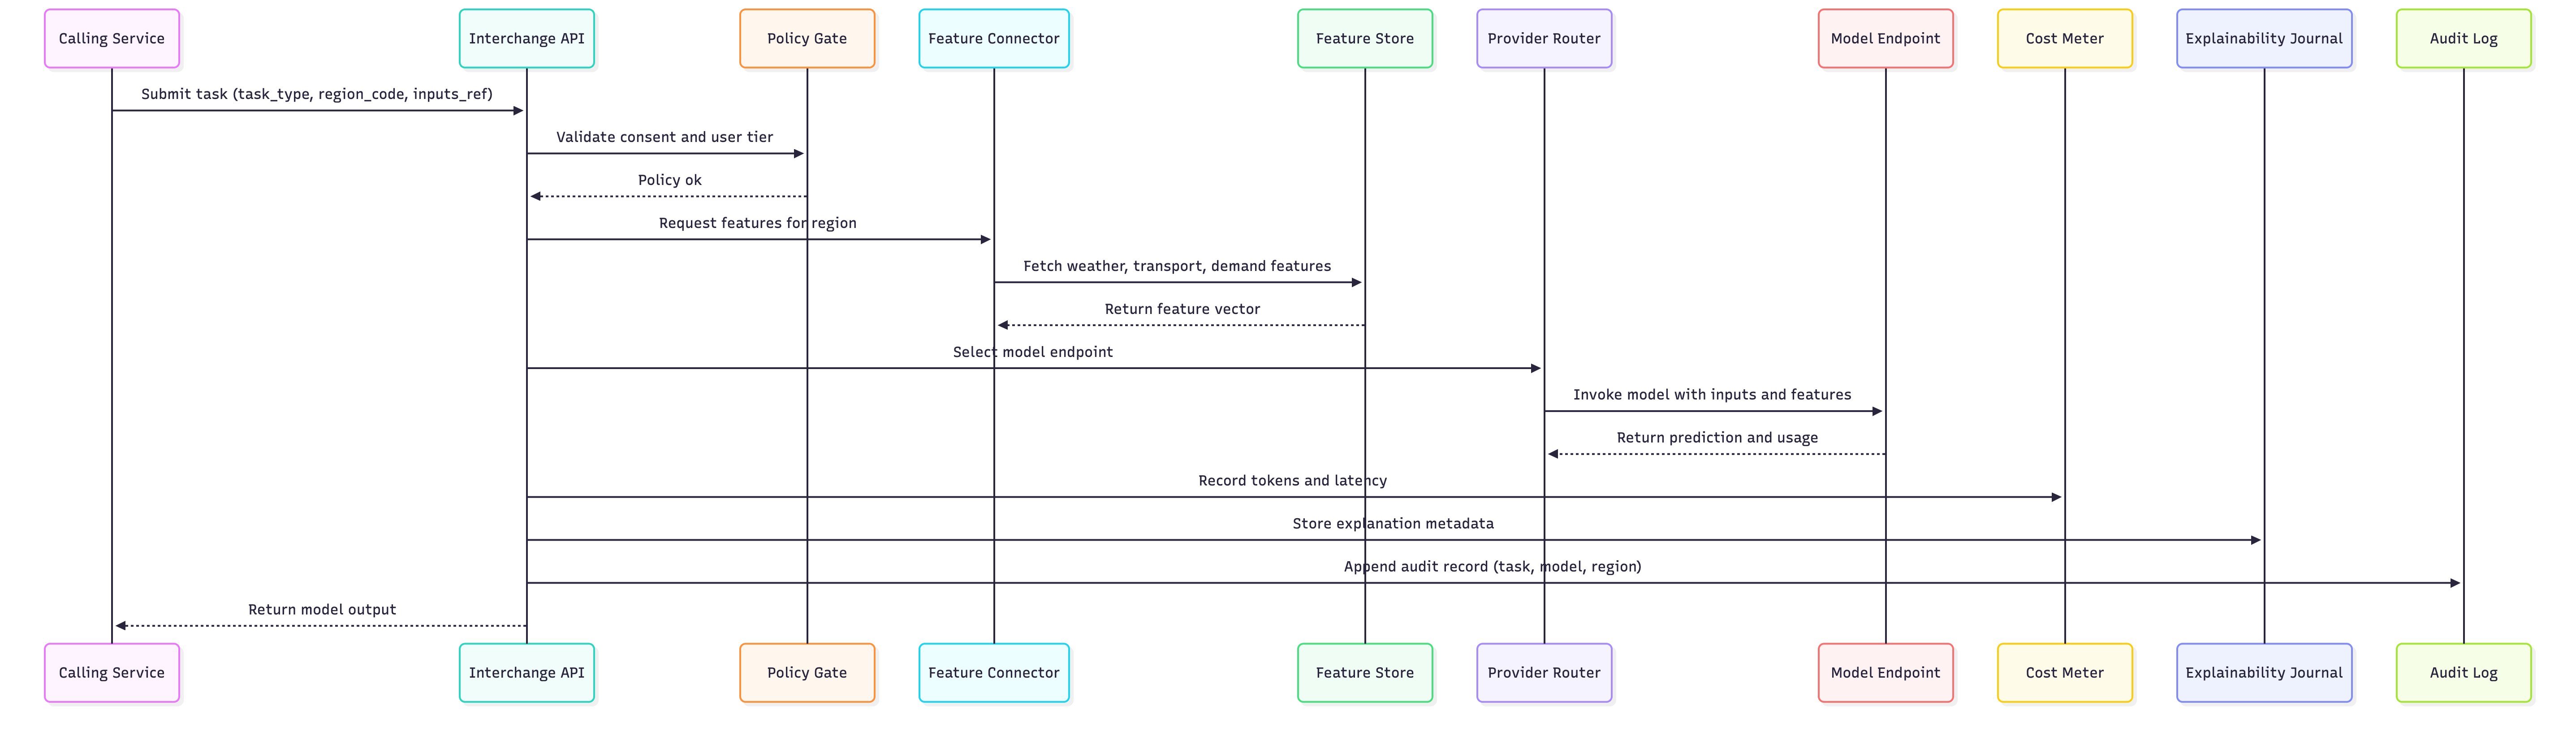 Calling Service
Interchange API
Policy Gate
Feature Connector
Feature Store
Provider Router
Model Endpoint
Cost Meter
Explainability Journal
Audit Log
Submit task (task_type, region_code, inputs_ref)
Validate consent and user tier
Policy ok
Request features for region
Fetch weather, transport, demand features
Return feature vector
Select model endpoint
Invoke model with inputs and features
Return prediction and usage
Record tokens and latency
Store explanation metadata
Append audit record (task, model, region)
Return model output
Calling Service
Interchange API
Policy Gate
Feature Connector
Feature Store
Provider Router
Model Endpoint
Cost Meter
Explainability Journal
Audit Log